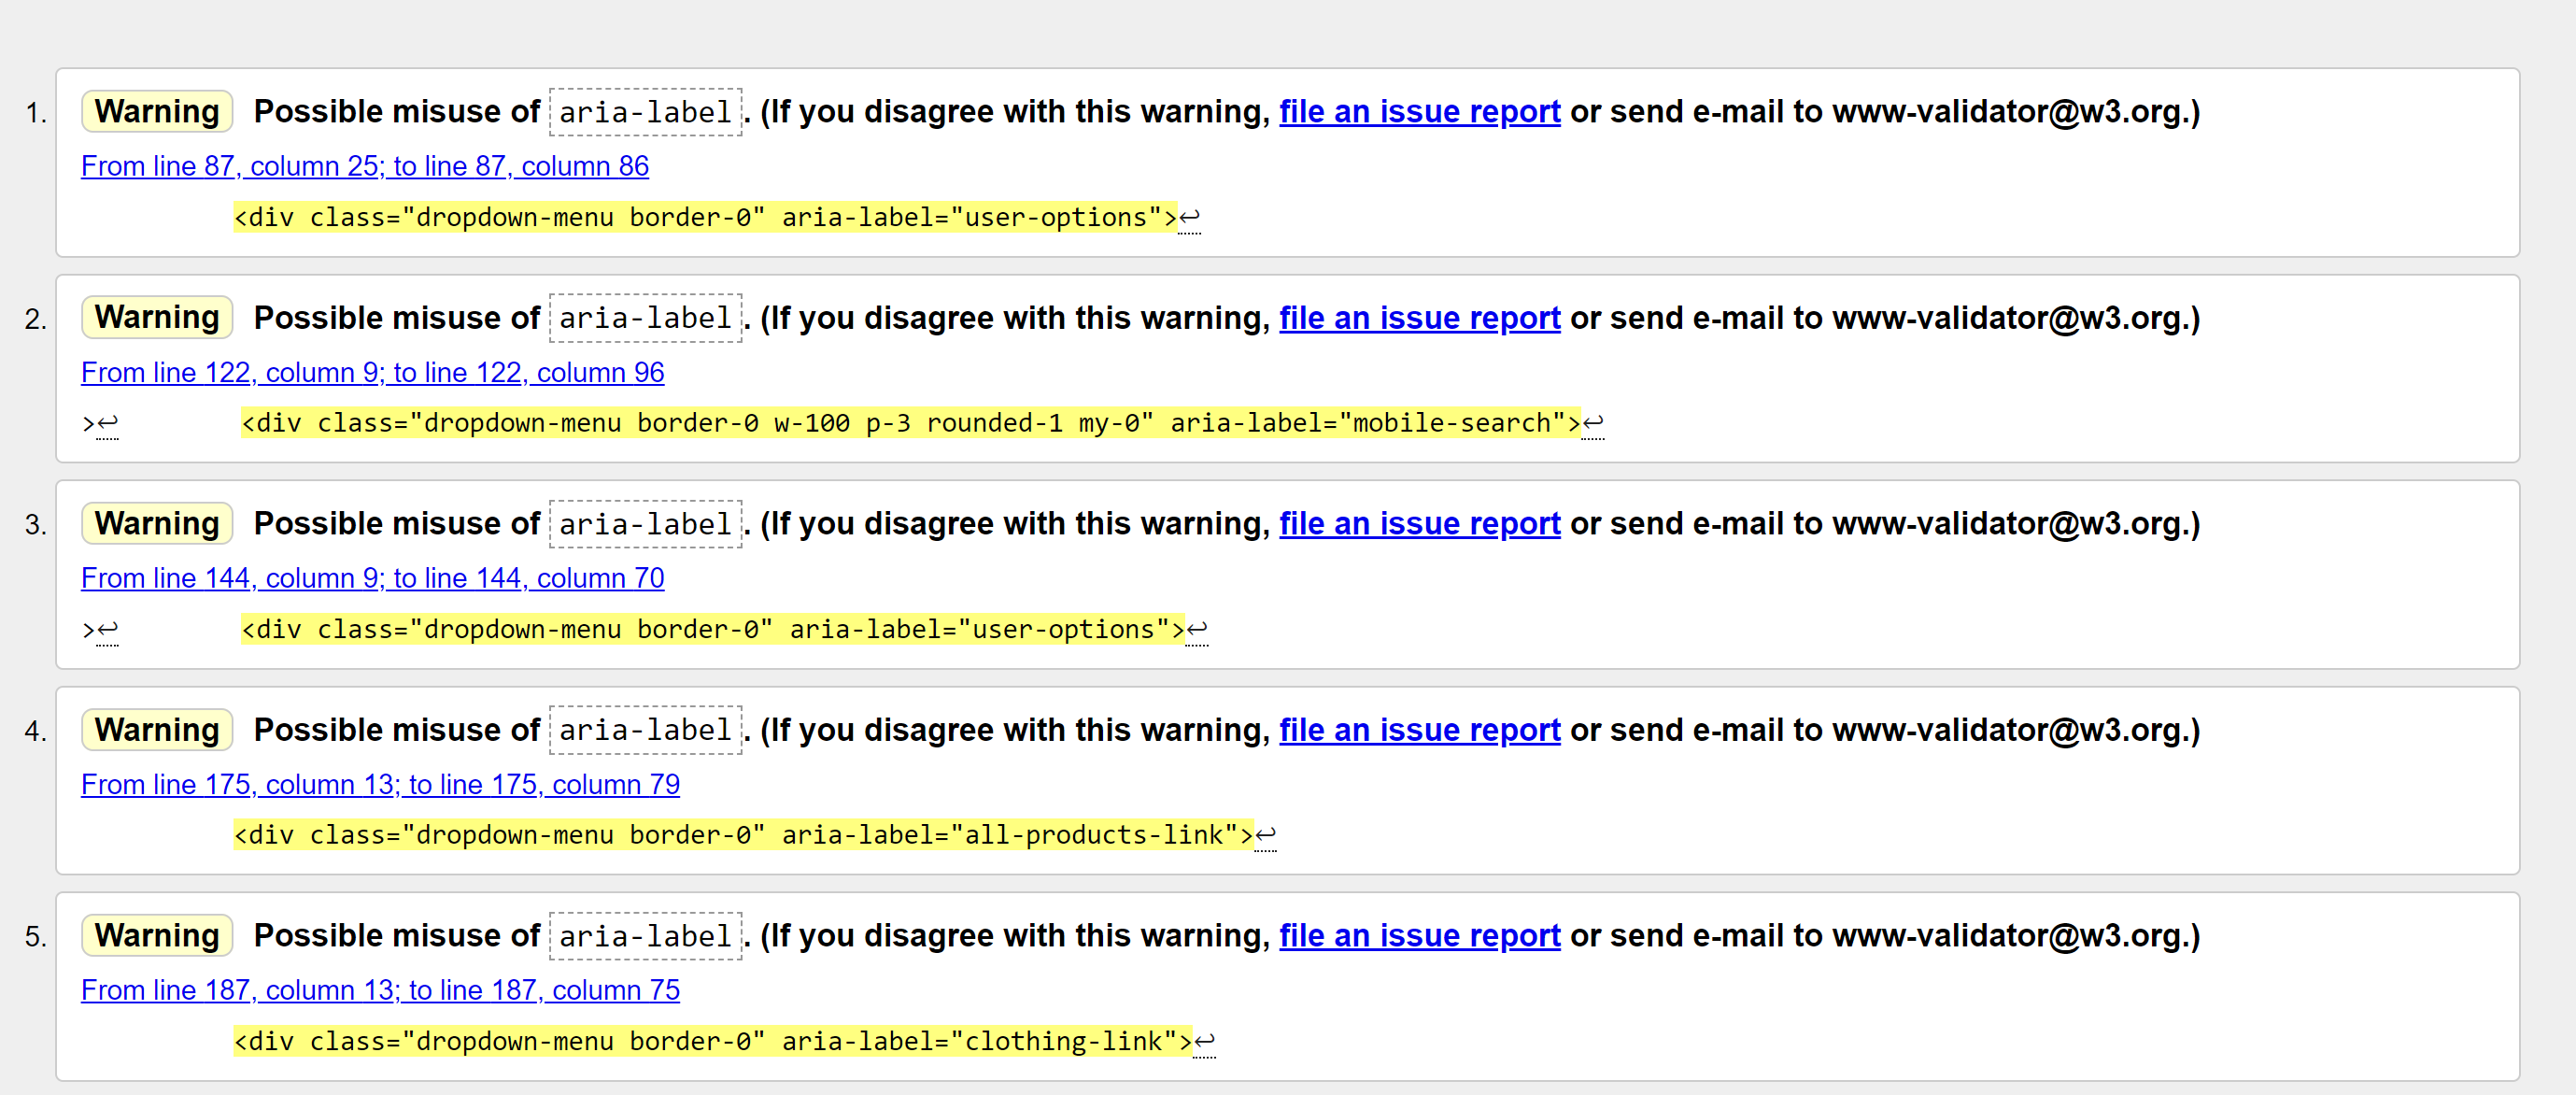 1. Warning Possible misuse of aria-label. (If you disagree with this warning, file an issue report or send e-mail to www-validator@w3.org.)
From line 87, column 25; to line 87, column 86
<div class="dropdown-menu border-0" aria-label="user-options">↩
2. Warning Possible misuse of aria-label. (If you disagree with this warning, file an issue report or send e-mail to www-validator@w3.org.)
From line 122, column 9; to line 122, column 96
>↩ <div class="dropdown-menu border-0 w-100 p-3 rounded-1 my-0" aria-label="mobile-search">↩
3. Warning Possible misuse of aria-label. (If you disagree with this warning, file an issue report or send e-mail to www-validator@w3.org.)
From line 144, column 9; to line 144, column 70
>↩ <div class="dropdown-menu border-0" aria-label="user-options">↩
4. Warning Possible misuse of aria-label. (If you disagree with this warning, file an issue report or send e-mail to www-validator@w3.org.)
From line 175, column 13; to line 175, column 79
<div class="dropdown-menu border-0" aria-label="all-products-link">↩
5. Warning Possible misuse of aria-label. (If you disagree with this warning, file an issue report or send e-mail to www-validator@w3.org.)
From line 187, column 13; to line 187, column 75
<div class="dropdown-menu border-0" aria-label="clothing-link">↩